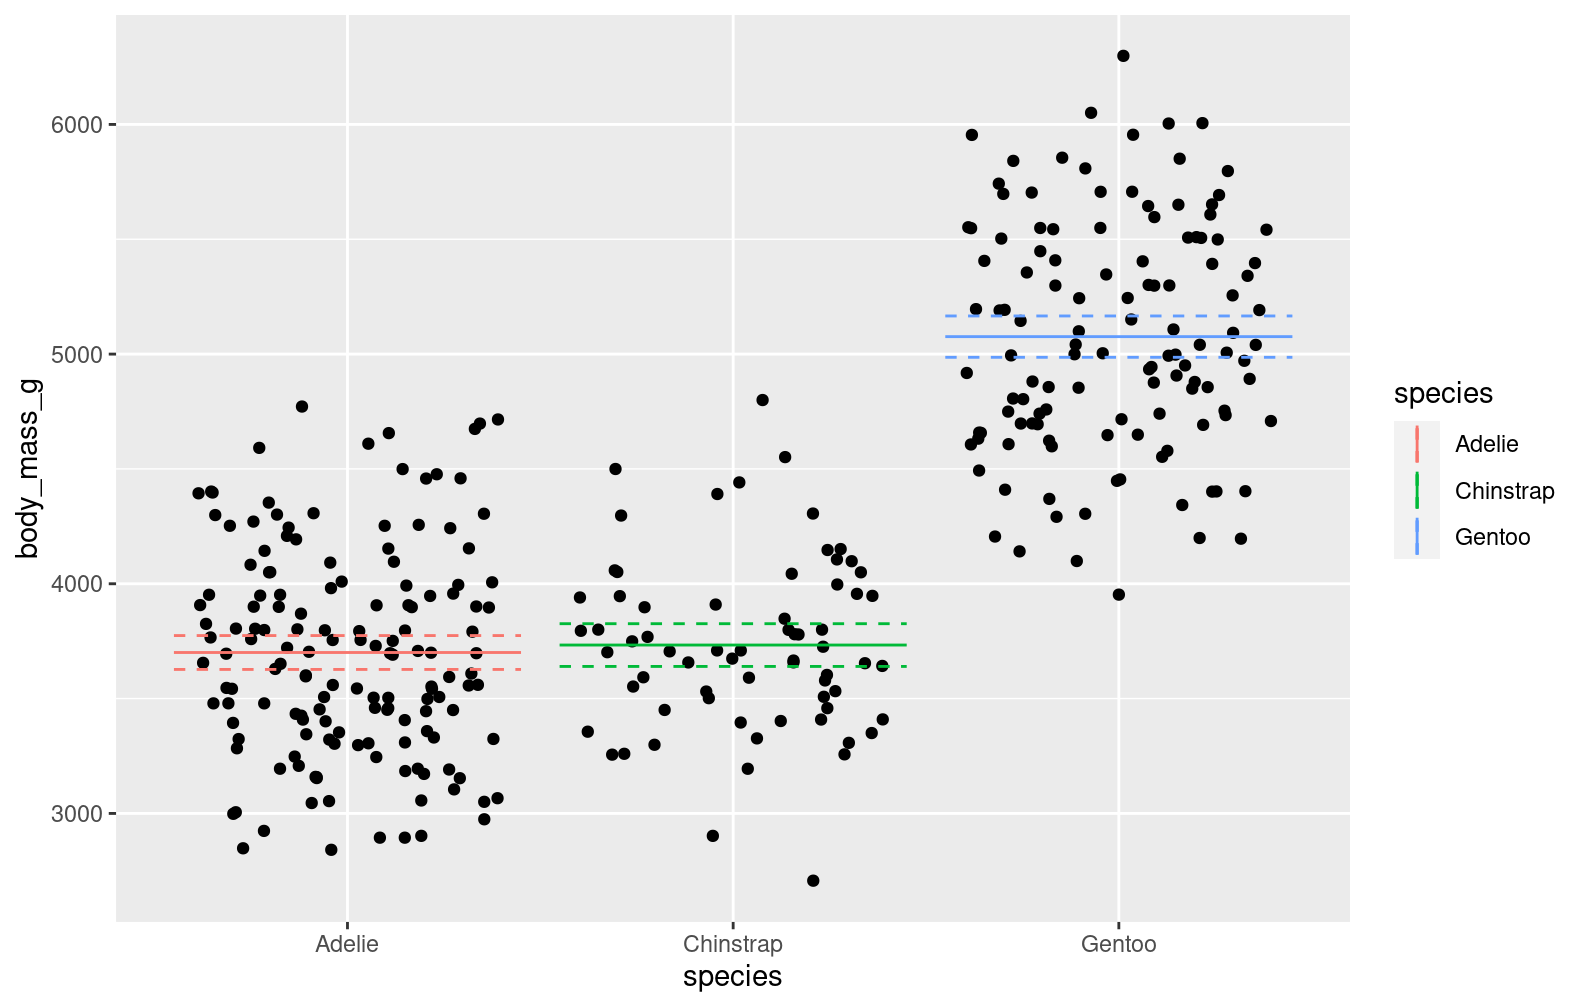 body_mass_g
6000
5000
4000
3000
Adelie
Chinstrap
Gentoo
species
species
Adelie
Chinstrap
Gentoo